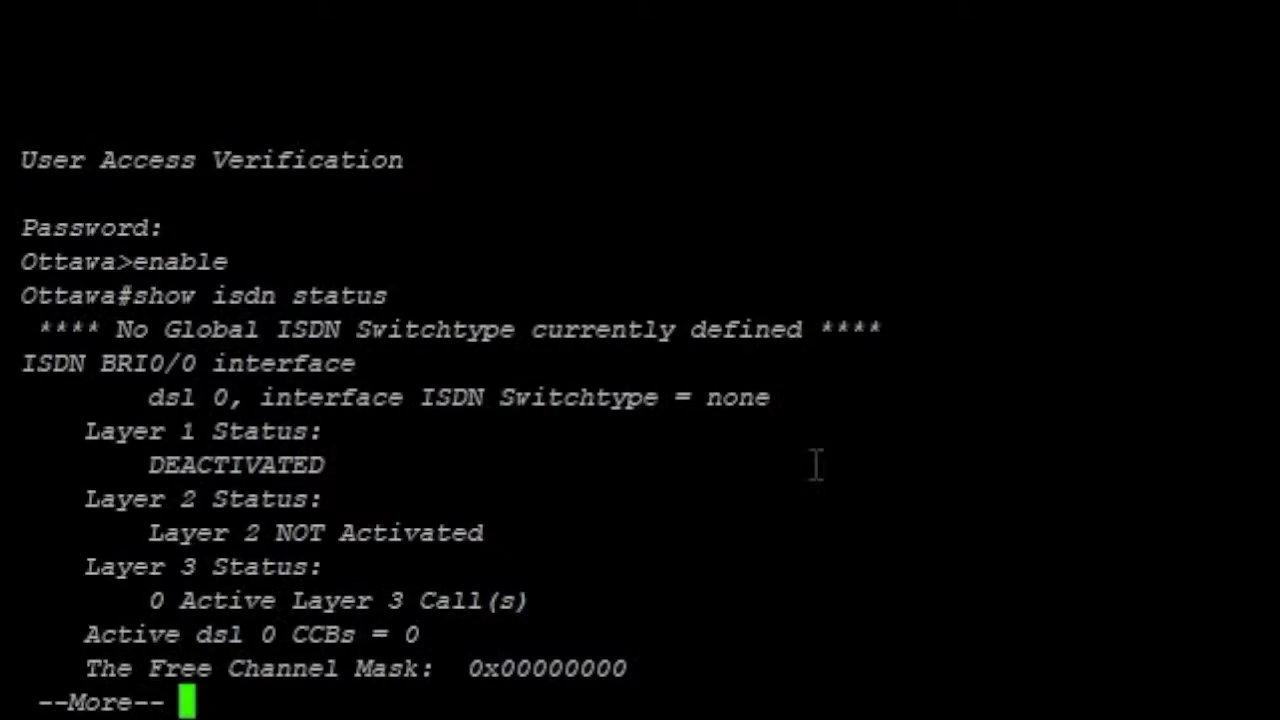 User Access Verification
Password:
Ottawa>enable
Ottawa#show isdn status
**** No Global ISDN Switchtype currently defined ****
ISDN BRI0/0 interface
dsl 0, interface ISDN Switchtype = none
Layer 1 Status:
DEACTIVATED
Layer 2 Status:
Layer 2 NOT Activated
Layer 3 Status:
0 Active Layer 3 Call(s)
Active dsl 0 CCBs = 0
The Free Channel Mask:  0x00000000
--More--